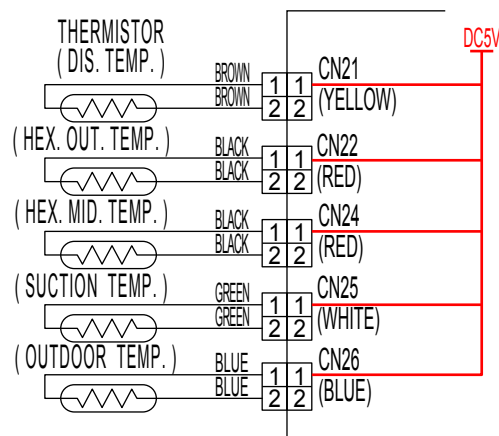 THERMISTOR
( DIS. TEMP. )
DC5V
BROWN 1 1 CN21
BROWN 2 2 (YELLOW)
( HEX. OUT. TEMP. )
BLACK 1 1 CN22
BLACK 2 2 (RED)
( HEX. MID. TEMP. )
BLACK 1 1 CN24
BLACK 2 2 (RED)
( SUCTION TEMP. )
GREEN 1 1 CN25
GREEN 2 2 (WHITE)
( OUTDOOR TEMP. )
BLUE 1 1 CN26
BLUE 2 2 (BLUE)